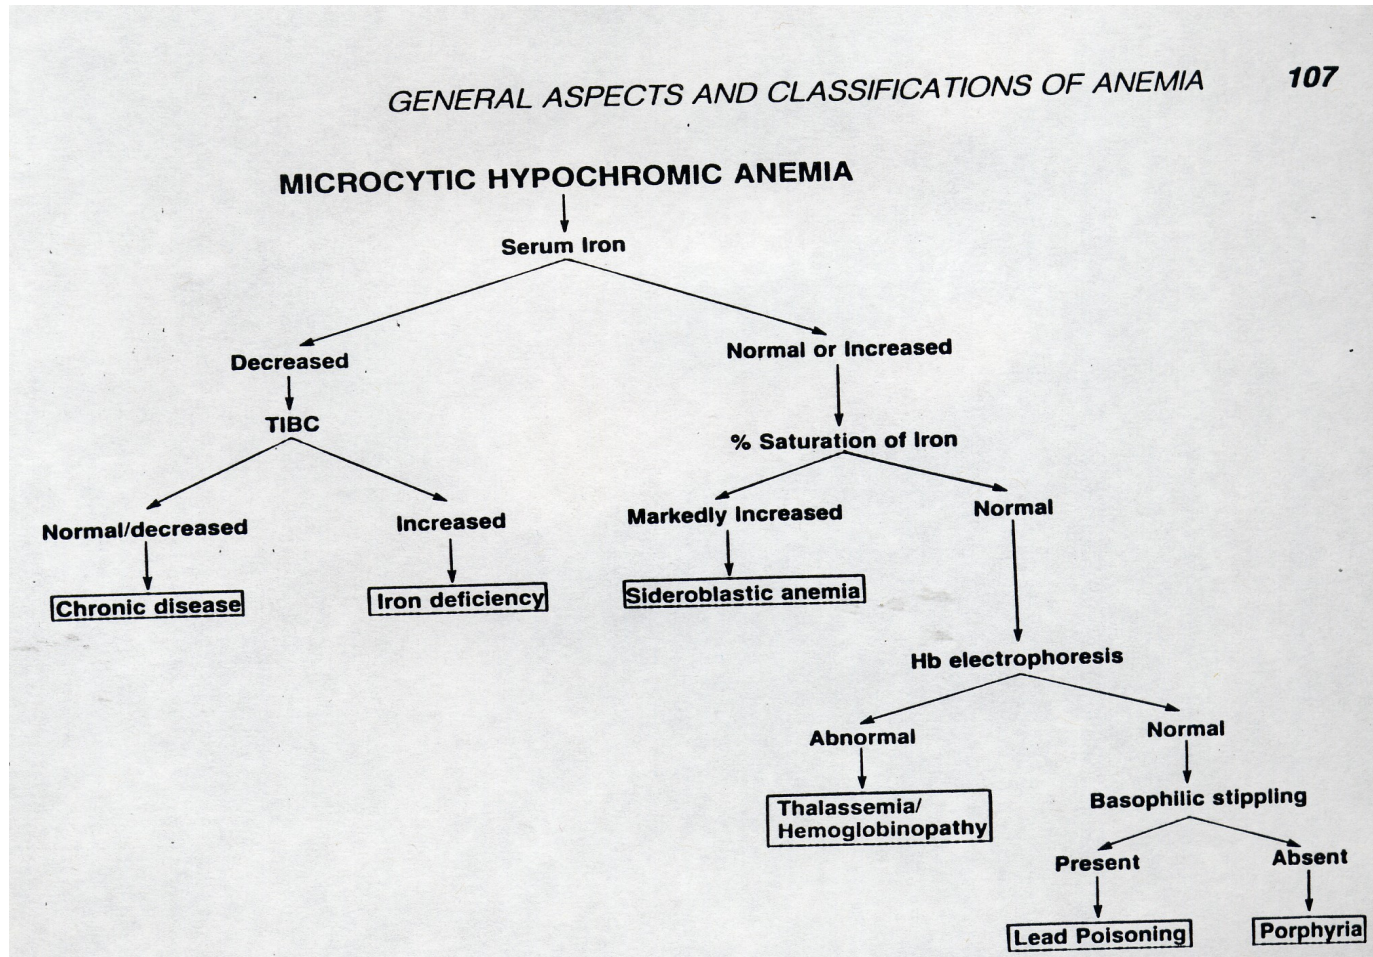 GENERAL ASPECTS AND CLASSIFICATIONS OF ANEMIA 107
MICROCYTIC HYPOCHROMIC ANEMIA
Serum Iron
Decreased
Normal or Increased
TIBC
% Saturation of Iron
Normal/decreased
Increased
Markedly Increased
Normal
Chronic disease
Iron deficiency
Sideroblastic anemia
Hb electrophoresis
Abnormal
Normal
Thalassemia/
Hemoglobinopathy
Basophilic stippling
Present
Absent
Lead Poisoning
Porphyria